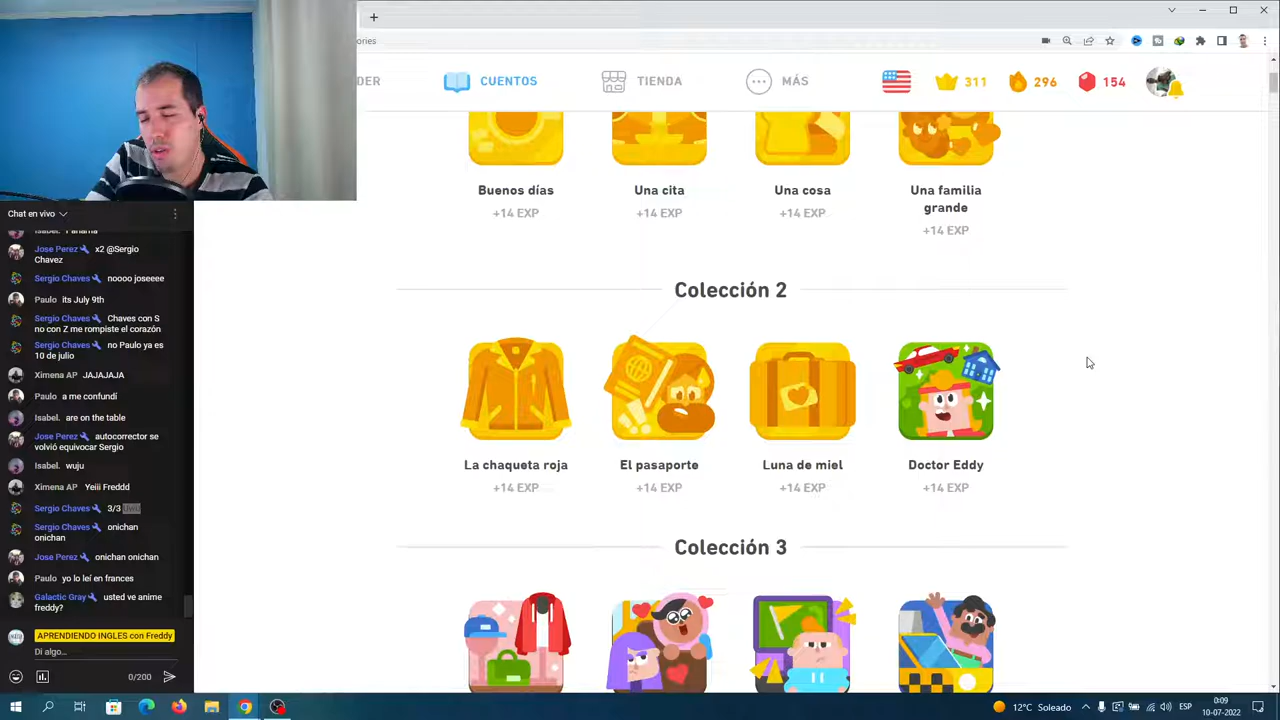 ories
DER
CUENTOS
TIENDA
MÁS
311
296
154
Buenos días
Una cita
Una cosa
Una familia
grande
+14 EXP
+14 EXP
+14 EXP
+14 EXP
Colección 2
La chaqueta roja
El pasaporte
Luna de miel
Doctor Eddy
+14 EXP
+14 EXP
+14 EXP
+14 EXP
Colección 3
Chat en vivo
Isabel. Panama
Jose Perez x2 @Sergio
Chavez
Sergio Chaves noooo joseeee
Paulo its July 9th
Sergio Chaves Chaves con S
no con Z me rompiste el corazón
Sergio Chaves no Paulo ya es
10 de julio
Ximena AP JAJAJAJA
Paulo a me confundí
Isabel. are on the table
Jose Perez autocorrector se
volvió equivocar Sergio
Isabel. wuju
Ximena AP Yeiii Freddd
Sergio Chaves 3/3
Sergio Chaves onichan
onichan
Jose Perez onichan onichan
Paulo yo lo leí en frances
Galactic Gray usted ve anime
freddy?
APRENDIENDO INGLES con Freddy
Di algo...
0/200
12°C Soleado
ESP
0:09
10-07-2022